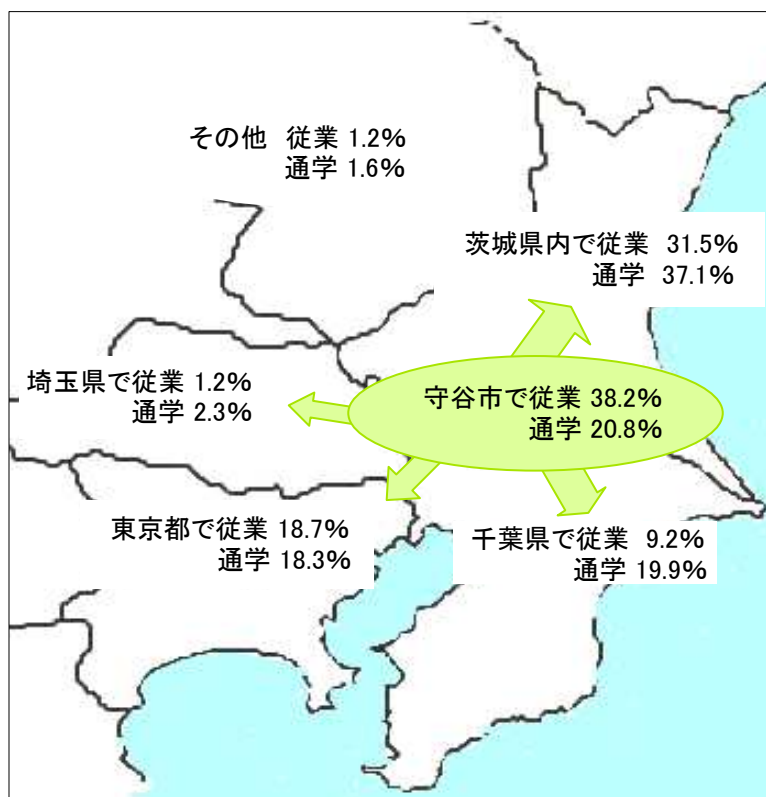 その他 従業 1.2%
通学 1.6%
茨城県内で従業 31.5%
通学 37.1%
埼玉県で従業 1.2%
通学 2.3%
守谷市で従業 38.2%
通学 20.8%
東京都で従業 18.7%
通学 18.3%
千葉県で従業 9.2%
通学 19.9%